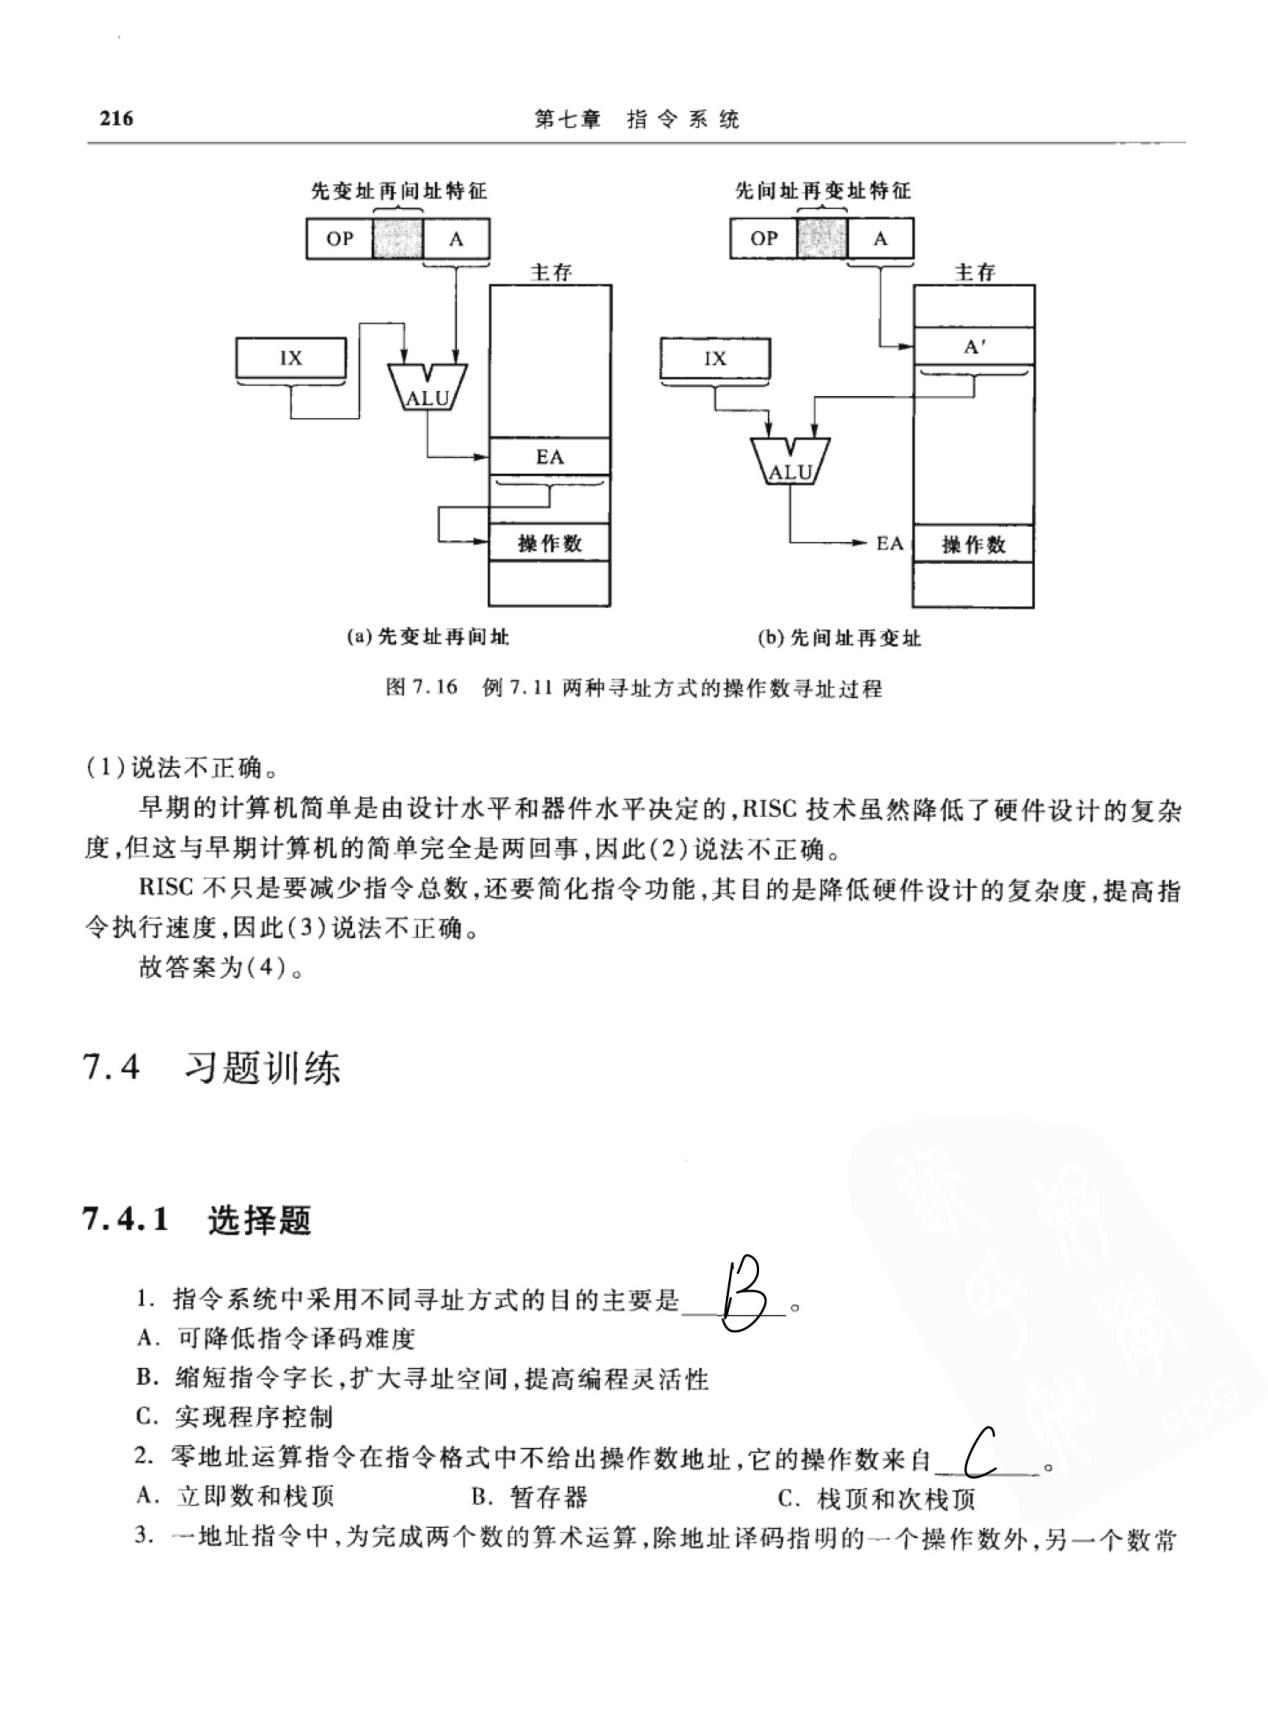 216
第七章 指令系统
先变址再间址特征
OP
A
主存
IX
ALU
EA
操作数
(a)先变址再间址
先间址再变址特征
OP
A
主存
A′
IX
ALU
EA
操作数
(b)先间址再变址
图7.16 例7.11两种寻址方式的操作数寻址过程
(1)说法不正确。
早期的计算机简单是由设计水平和器件水平决定的,RISC 技术虽然降低了硬件设计的复杂
度,但这与早期计算机的简单完全是两回事,因此(2)说法不正确。
RISC 不只是要减少指令总数,还要简化指令功能,其目的是降低硬件设计的复杂度,提高指
令执行速度,因此(3)说法不正确。
故答案为(4)。
7.4 习题训练
7.4.1 选择题
1. 指令系统中采用不同寻址方式的目的主要是 B 。
A. 可降低指令译码难度
B. 缩短指令字长,扩大寻址空间,提高编程灵活性
C. 实现程序控制
2. 零地址运算指令在指令格式中不给出操作数地址,它的操作数来自 C 。
A. 立即数和栈顶 B. 暂存器 C. 栈顶和次栈顶
3. 一地址指令中,为完成两个数的算术运算,除地址译码指明的一个操作数外,另一个数常
PDG